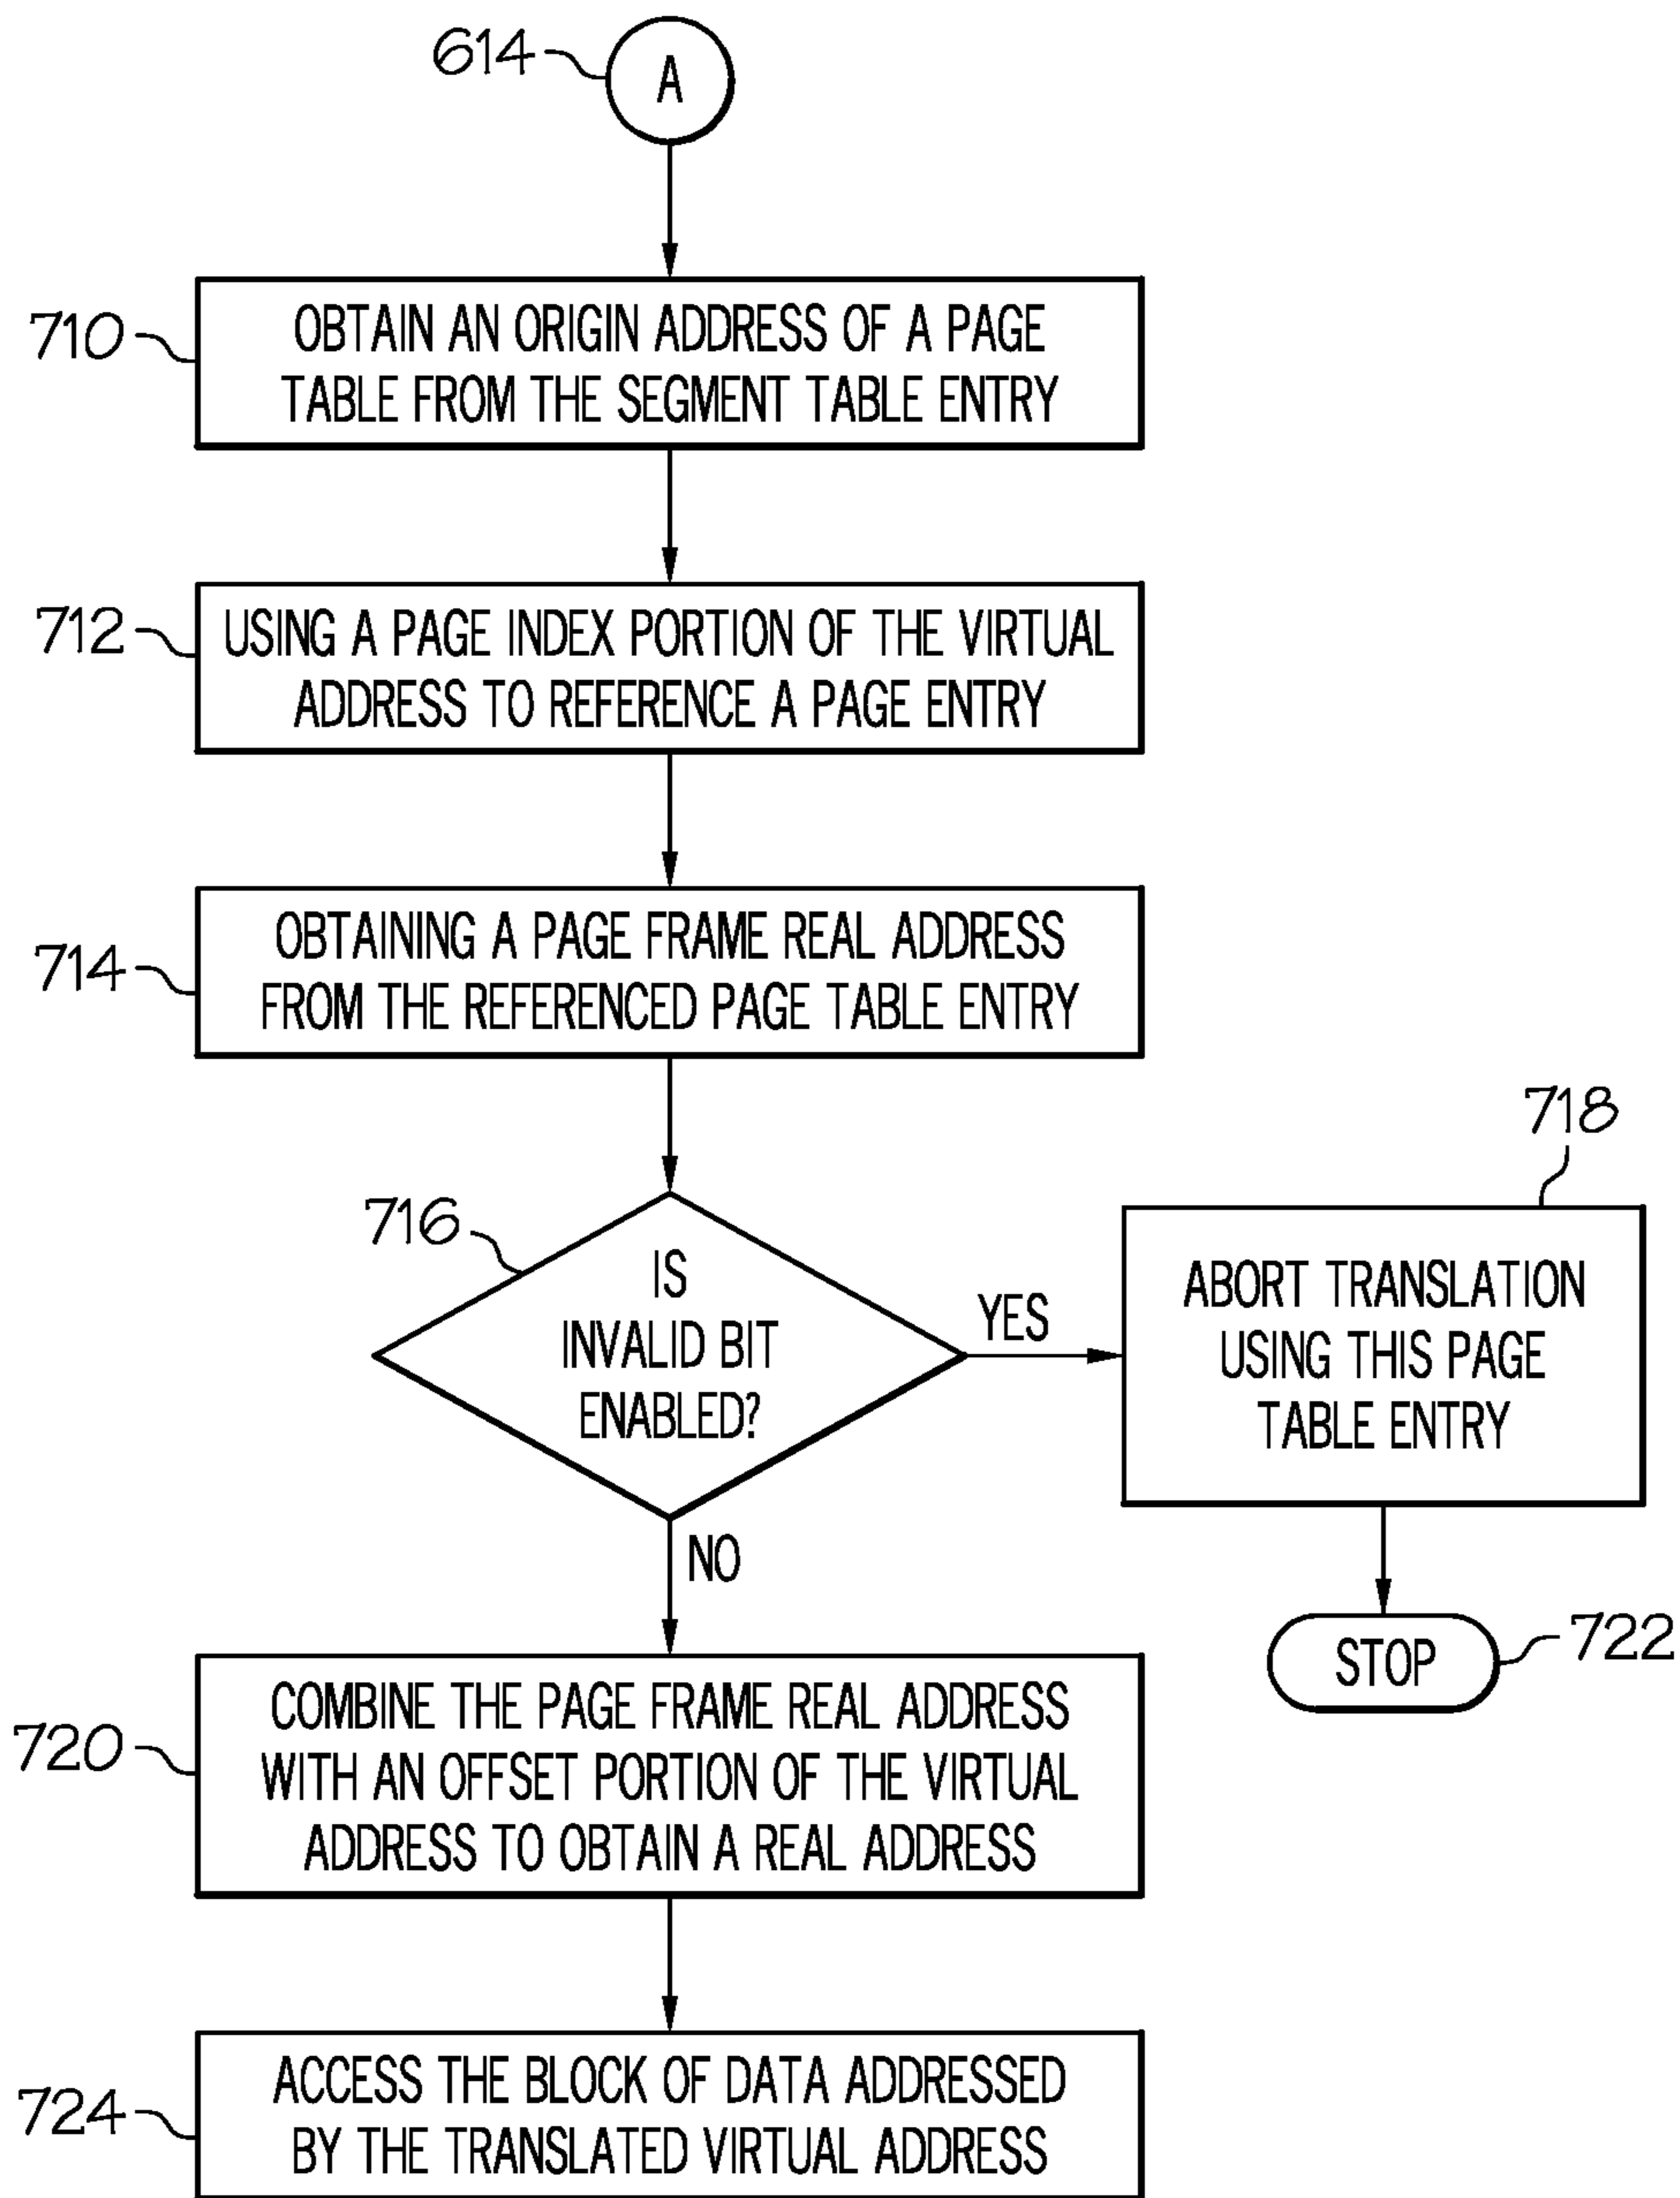 614
A
710
OBTAIN AN ORIGIN ADDRESS OF A PAGE
TABLE FROM THE SEGMENT TABLE ENTRY
712
USING A PAGE INDEX PORTION OF THE VIRTUAL
ADDRESS TO REFERENCE A PAGE ENTRY
714
OBTAINING A PAGE FRAME REAL ADDRESS
FROM THE REFERENCED PAGE TABLE ENTRY
716
IS
INVALID BIT
ENABLED?
YES
718
ABORT TRANSLATION
USING THIS PAGE
TABLE ENTRY
NO
STOP
722
720
COMBINE THE PAGE FRAME REAL ADDRESS
WITH AN OFFSET PORTION OF THE VIRTUAL
ADDRESS TO OBTAIN A REAL ADDRESS
724
ACCESS THE BLOCK OF DATA ADDRESSED
BY THE TRANSLATED VIRTUAL ADDRESS